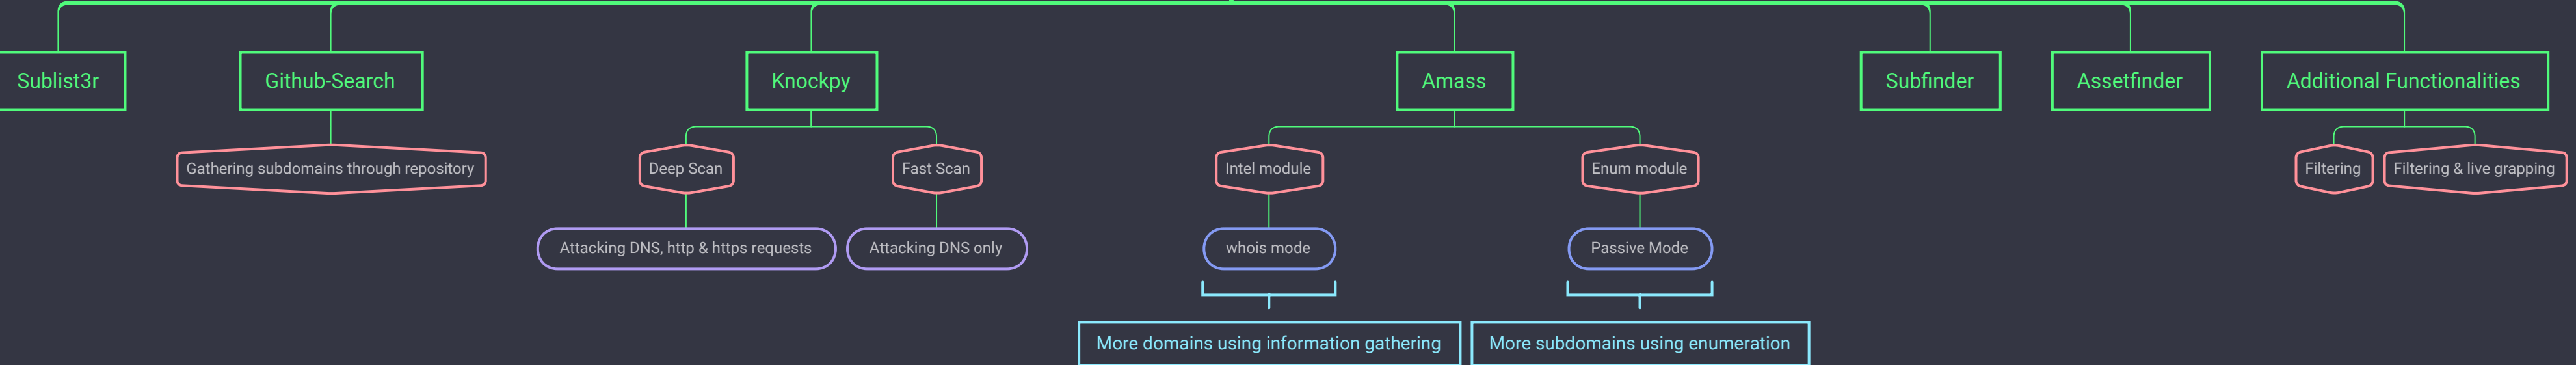 Sublist3r
Github-Search
Knockpy
Amass
Subfinder
Assetfinder
Additional Functionalities
Gathering subdomains through repository
Deep Scan
Fast Scan
Intel module
Enum module
Filtering
Filtering & live grapping
Attacking DNS, http & https requests
Attacking DNS only
whois mode
Passive Mode
More domains using information gathering
More subdomains using enumeration